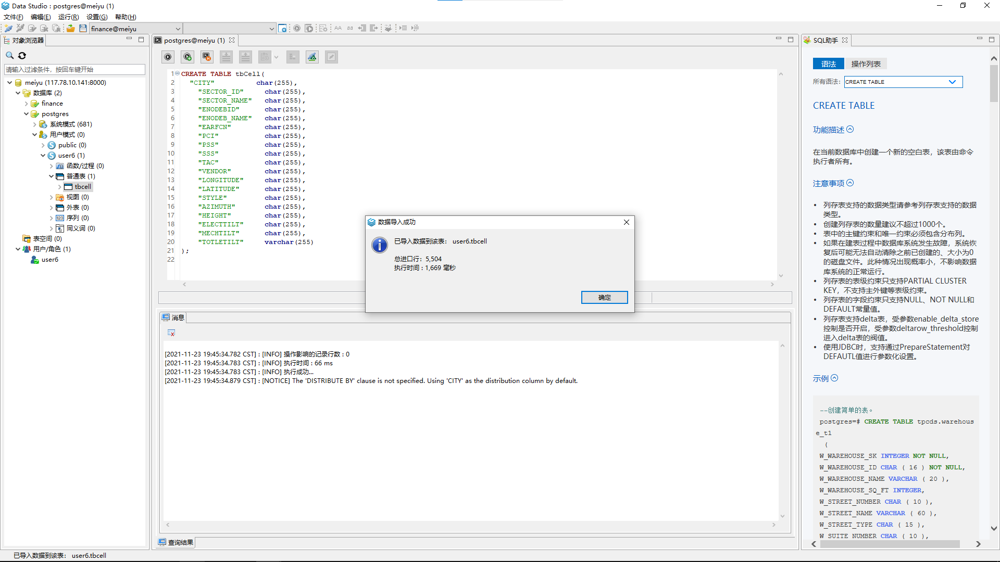 Data Studio : postgres@meiyu (1)
文件(F) 编辑(E) 运行(R) 设置(G) 帮助(H)
finance@meiyu
对象浏览器
请输入过滤条件，按回车键开始
meiyu (117.78.10.141:8000)
数据库 (2)
finance
postgres
系统模式 (681)
用户模式 (0)
public (0)
user6 (1)
函数/过程 (0)
普通表 (1)
tbcell
视图 (0)
外表 (0)
序列 (0)
同义词 (0)
表空间 (0)
用户/角色 (1)
user6
postgres@meiyu (1)
1 CREATE TABLE tbCell(
2 "CITY" char(255),
3 "SECTOR_ID" char(255),
4 "SECTOR_NAME" char(255),
5 "ENODEBID" char(255),
6 "ENODEB_NAME" char(255),
7 "EARFCN" char(255),
8 "PCI" char(255),
9 "PSS" char(255),
10 "SSS" char(255),
11 "TAC" char(255),
12 "VENDOR" char(255),
13 "LONGITUDE" char(255),
14 "LATITUDE" char(255),
15 "STYLE" char(255),
16 "AZIMUTH" char(255),
17 "HEIGHT" char(255),
18 "ELECTTILT" char(255),
19 "MECHTILT" char(255),
20 "TOTLETILT" varchar(255)
21 );
22
数据导入成功
已导入数据到该表： user6.tbcell
总进口行：5,504
执行时间 : 1,669 毫秒
确定
消息
[2021-11-23 19:45:34.782 CST] : [INFO] 操作影响的记录行数 : 0
[2021-11-23 19:45:34.783 CST] : [INFO] 执行时间 : 66 ms
[2021-11-23 19:45:34.783 CST] : [INFO] 执行成功...
[2021-11-23 19:45:34.879 CST] : [NOTICE] The 'DISTRIBUTE BY' clause is not specified. Using 'CITY' as the distribution column by default.
查询结果
SQL助手
语法 操作列表
所有语法： CREATE TABLE
CREATE TABLE
功能描述
在当前数据库中创建一个新的空白表，该表由命令
执行者所有。
注意事项
• 列存表支持的数据类型请参考列存表支持的数据
类型。
• 创建列存表的数量建议不超过1000个。
• 表中的主键约束和唯一约束必须包含分布列。
• 如果在建表过程中数据库系统发生故障，系统恢
复后可能无法自动清除之前已创建的、大小为0
的磁盘文件。此种情况出现概率小，不影响数据
库系统的正常运行。
• 列存表的表级约束只支持PARTIAL CLUSTER
KEY，不支持主外键等表级约束。
• 列存表的字段约束只支持NULL、NOT NULL和
DEFAULT常量值。
• 列存表支持delta表，受参数enable_delta_store
控制是否开启，受参数deltarow_threshold控制
进入delta表的阀值。
• 使用JDBC时，支持通过PrepareStatement对
DEFAUTL值进行参数化设置。
示例
--创建简单的表。
postgres=# CREATE TABLE tpcds.warehous
e_t1
(
W_WAREHOUSE_SK INTEGER NOT NULL,
W_WAREHOUSE_ID CHAR ( 16 ) NOT NULL,
W_WAREHOUSE_NAME VARCHAR ( 20 ),
W_WAREHOUSE_SQ_FT INTEGER,
W_STREET_NUMBER CHAR ( 10 ),
W_STREET_NAME VARCHAR ( 60 ),
W_STREET_TYPE CHAR ( 15 ),
W_SUITE_NUMBER CHAR ( 10 ),
已导入数据到该表： user6.tbcell